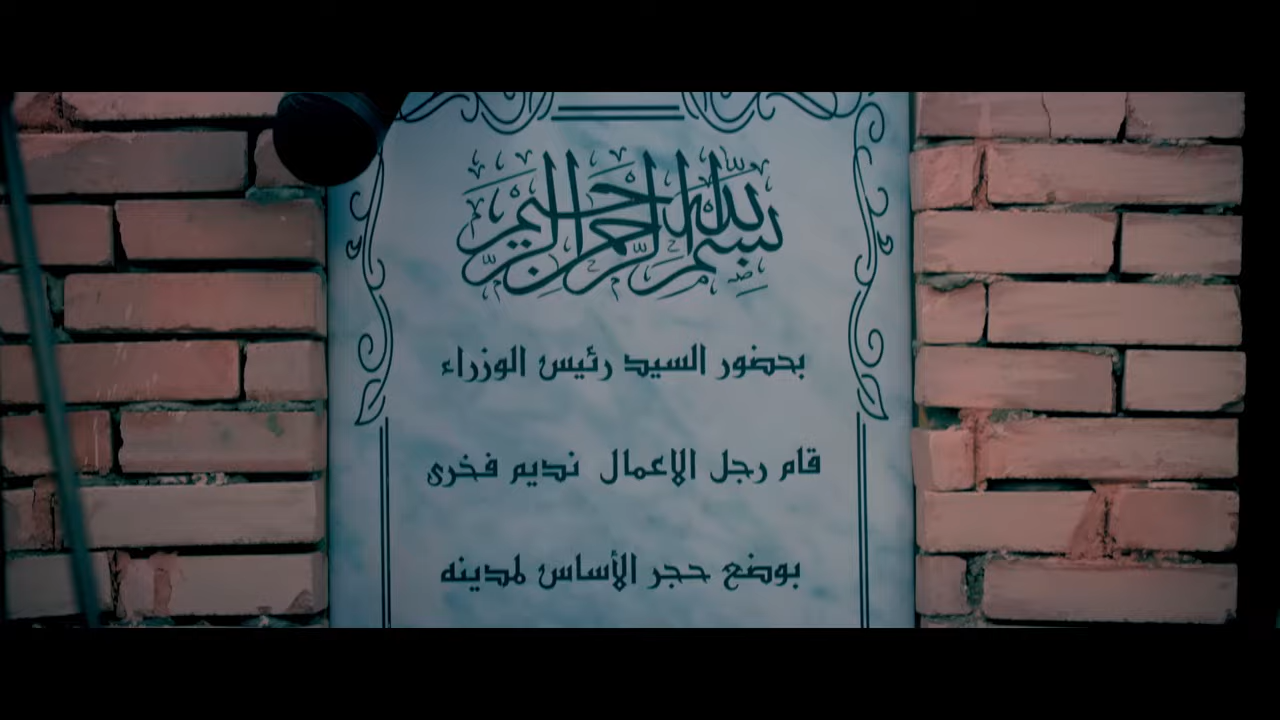 بسم الله الرحمن الرحيم
بحضور السيد رئيس الوزراء
قام رجل الاعمال نديم فخرى
بوضع حجر الأساس لمدينه